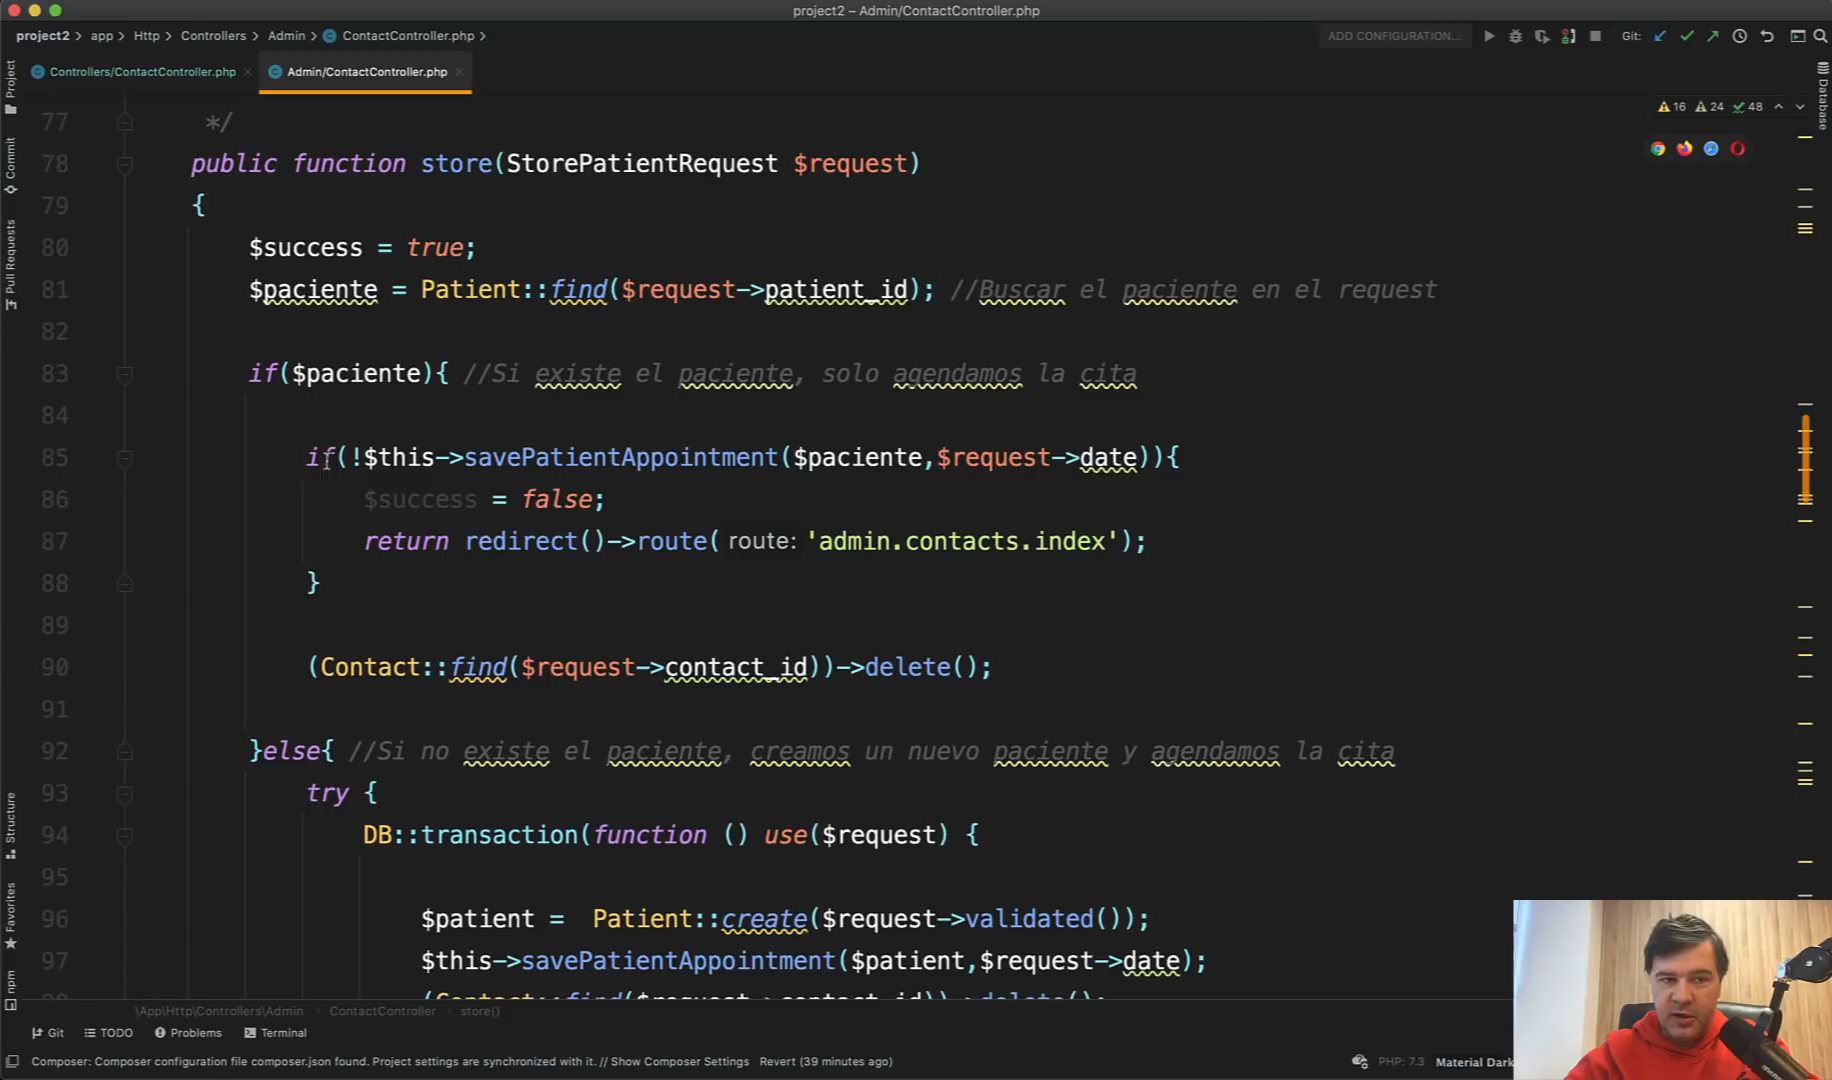 project2 – Admin/ContactController.php
project2 > app > Http > Controllers > Admin > ContactController.php >
ADD CONFIGURATION...
Git:
Controllers/ContactController.php
Admin/ContactController.php
Project
Commit
Pull Requests
Structure
Favorites
npm
Database
16 24 48
77 */
78 public function store(StorePatientRequest $request)
79 {
80 $success = true;
81 $paciente = Patient::find($request->patient_id); //Buscar el paciente en el request
82
83 if($paciente){ //Si existe el paciente, solo agendamos la cita
84
85 if(!$this->savePatientAppointment($paciente,$request->date)){
86 $success = false;
87 return redirect()->route( route: 'admin.contacts.index');
88 }
89
90 (Contact::find($request->contact_id))->delete();
91
92 }else{ //Si no existe el paciente, creamos un nuevo paciente y agendamos la cita
93 try {
94 DB::transaction(function () use($request) {
95
96 $patient = Patient::create($request->validated());
97 $this->savePatientAppointment($patient,$request->date);
98 (Contact::find($request->contact_id))->delete();
\App\Http\Controllers\Admin > ContactController > store()
Git TODO Problems Terminal
Composer: Composer configuration file composer.json found. Project settings are synchronized with it. // Show Composer Settings Revert (39 minutes ago)
PHP: 7.3 Material Dark